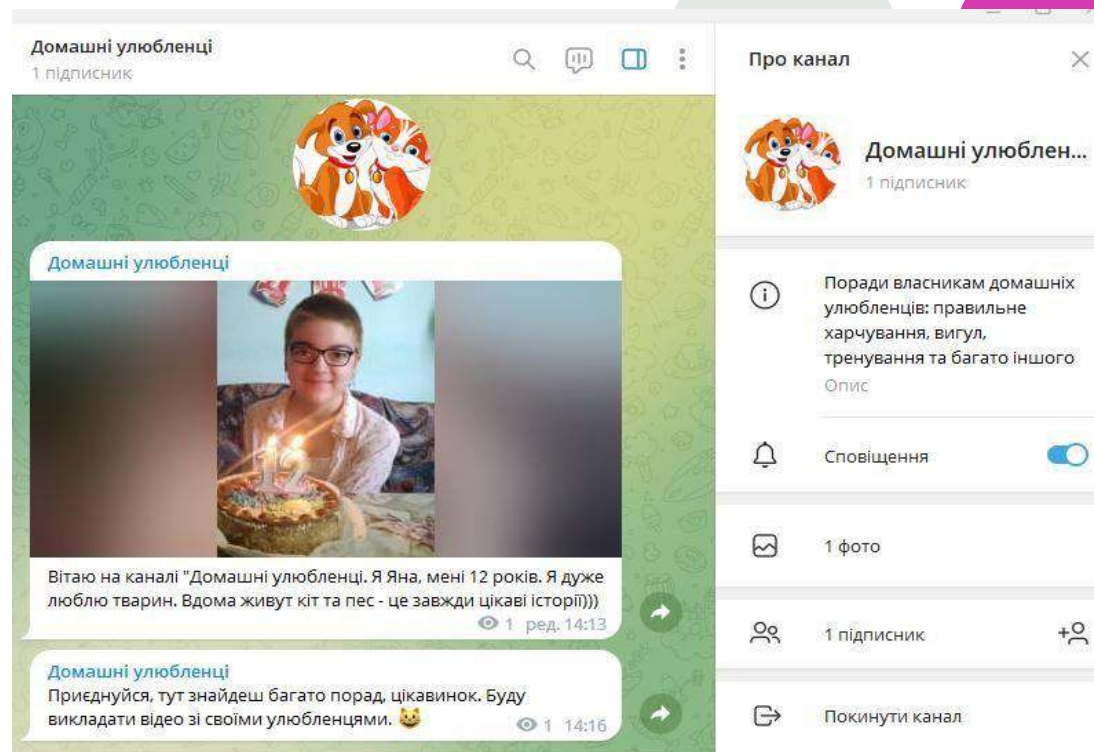 Домашні улюбленці
1 підписник
Домашні улюбленці
12
Вітаю на каналі "Домашні улюбленці. Я Яна, мені 12 років. Я дуже
люблю тварин. Вдома живут кіт та пес - це завжди цікаві історії)))
1 ред. 14:13
Домашні улюбленці
Приєднуйся, тут знайдеш багато порад, цікавинок. Буду
викладати відео зі своїми улюбленцями. 😺
1 14:16
Про канал
Домашні улюблен...
1 підписник
Поради власникам домашніх
улюбленців: правильне
харчування, вигул,
тренування та багато іншого
Опис
Сповіщення
1 фото
1 підписник
Покинути канал